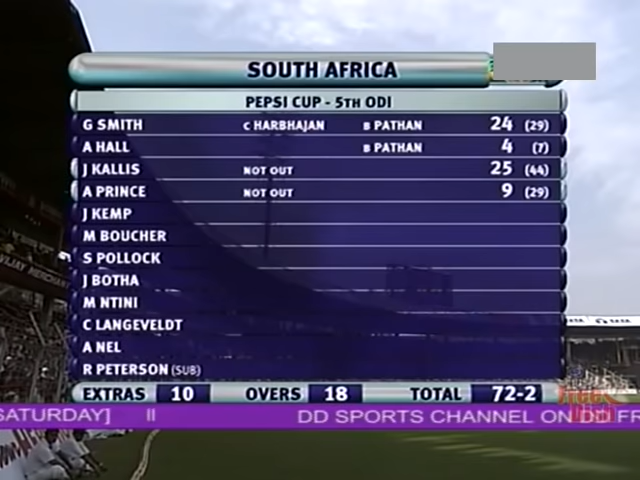 SOUTH AFRICA
PEPSI CUP - 5TH ODI
G SMITH C HARBHAJAN B PATHAN 24 (29)
A HALL B PATHAN 4 (7)
J KALLIS NOT OUT 25 (44)
A PRINCE NOT OUT 9 (29)
J KEMP
M BOUCHER
S POLLOCK
J BOTHA
M NTINI
C LANGEVELDT
A NEL
R PETERSON (SUB)
EXTRAS 10 OVERS 18 TOTAL 72-2
SATURDAY] II DD SPORTS CHANNEL ON DD FR
VIJAY MERCHAN